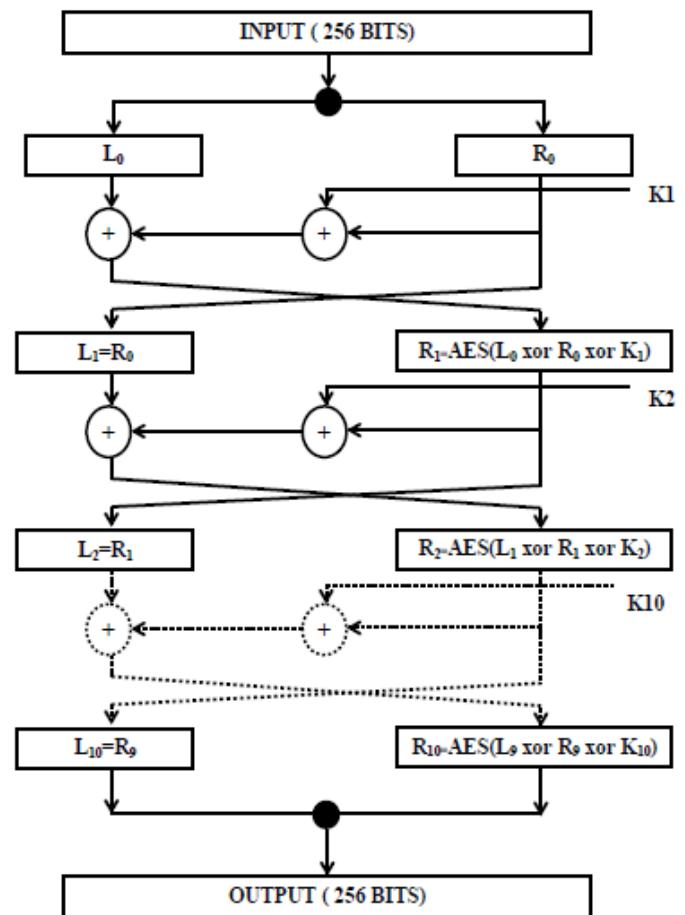 INPUT ( 256 BITS)
L₀
R₀
K1
+
+
L₁=R₀
R₁=AES(L₀ xor R₀ xor K₁)
K2
+
+
L₂=R₁
R₂=AES(L₁ xor R₁ xor K₂)
K10
+
+
L₁₀=R₉
R₁₀=AES(L₉ xor R₉ xor K₁₀)
OUTPUT ( 256 BITS)